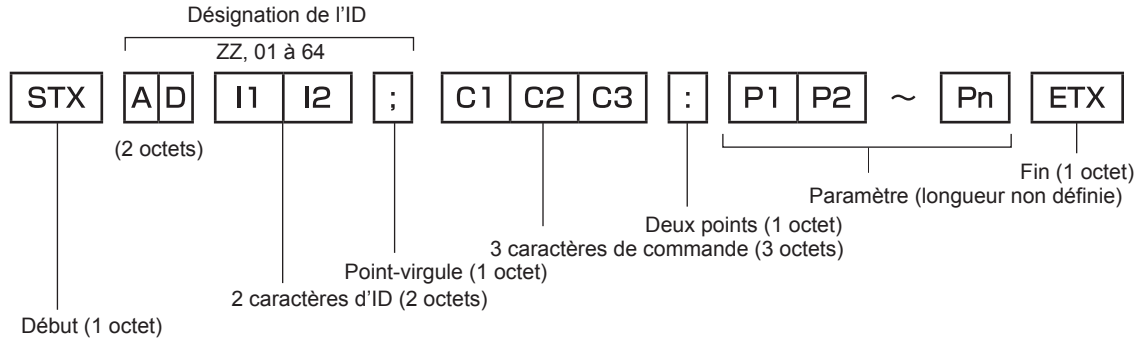 Désignation de l'ID
ZZ, 01 à 64
STX A D I1 I2 ; C1 C2 C3 : P1 P2 ～ Pn ETX
(2 octets)
Fin (1 octet)
Paramètre (longueur non définie)
Deux points (1 octet)
3 caractères de commande (3 octets)
Point-virgule (1 octet)
2 caractères d'ID (2 octets)
Début (1 octet)